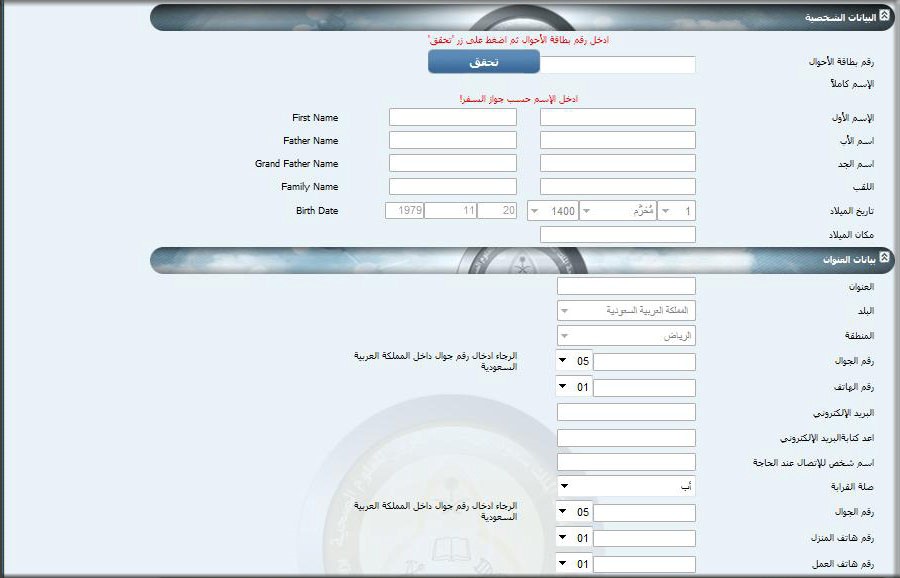 البيانات الشخصية
ادخل رقم بطاقة الأحوال ثم اضغط على زر 'تحقق'
رقم بطاقة الأحوال تحقق
الإسم كاملاً
ادخل الإسم حسب جواز السفر!
الإسم الأول First Name
اسم الأب Father Name
اسم الجد Grand Father Name
اللقب Family Name
تاريخ الميلاد 1 مُحَرَّم 1400 20 11 1979 Birth Date
مكان الميلاد
بيانات العنوان
العنوان
البلد المملكة العربية السعودية
المنطقة الرياض
رقم الجوال 05 الرجاء ادخال رقم جوال داخل المملكة العربية
السعودية
رقم الهاتف 01
البريد الإلكتروني
اعد كتابةالبريد الإلكتروني
اسم شخص للإتصال عند الحاجة
صلة القرابة أب
رقم الجوال 05 الرجاء ادخال رقم جوال داخل المملكة العربية
السعودية
رقم هاتف المنزل 01
رقم هاتف العمل 01